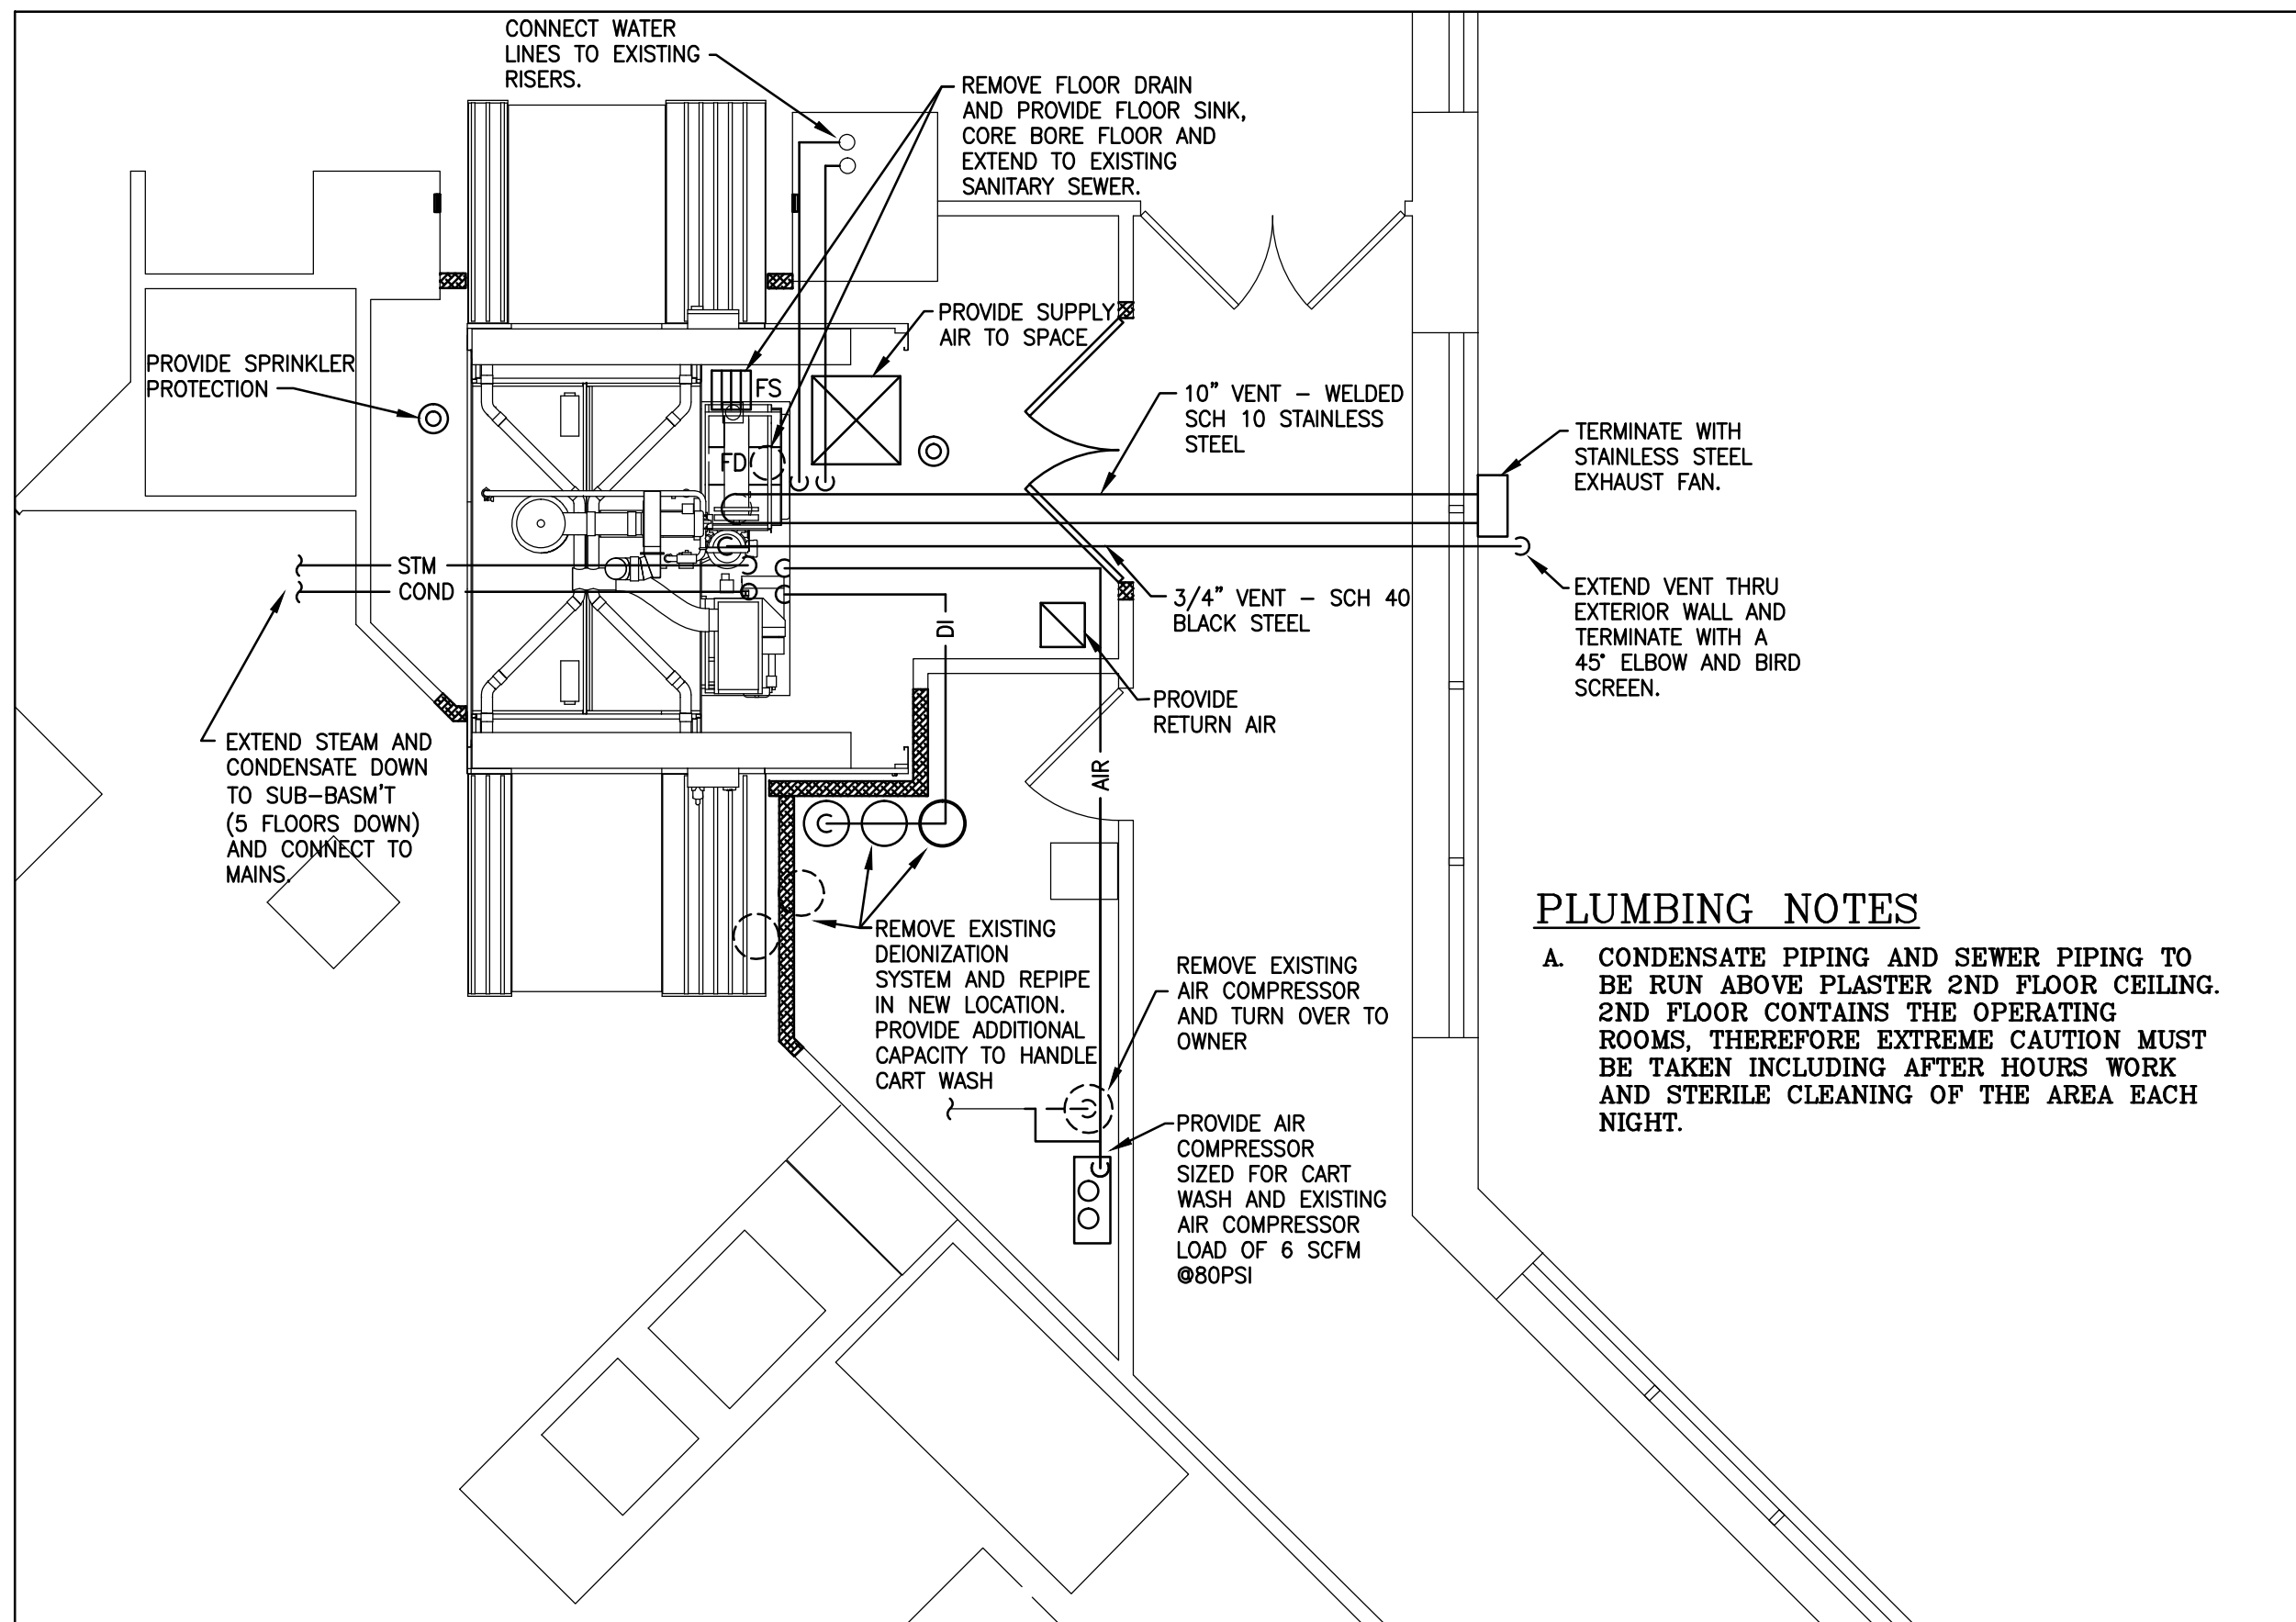 CONNECT WATER
LINES TO EXISTING
RISERS.
REMOVE FLOOR DRAIN
AND PROVIDE FLOOR SINK,
CORE BORE FLOOR AND
EXTEND TO EXISTING
SANITARY SEWER.
PROVIDE SUPPLY
AIR TO SPACE
PROVIDE SPRINKLER
PROTECTION
FS
FD
10" VENT – WELDED
SCH 10 STAINLESS
STEEL
TERMINATE WITH
STAINLESS STEEL
EXHAUST FAN.
STM
COND
DI
3/4" VENT – SCH 40
BLACK STEEL
EXTEND VENT THRU
EXTERIOR WALL AND
TERMINATE WITH A
45° ELBOW AND BIRD
SCREEN.
PROVIDE
RETURN AIR
EXTEND STEAM AND
CONDENSATE DOWN
TO SUB-BASM'T
(5 FLOORS DOWN)
AND CONNECT TO
MAINS.
AIR
REMOVE EXISTING
DEIONIZATION
SYSTEM AND REPIPE
IN NEW LOCATION.
PROVIDE ADDITIONAL
CAPACITY TO HANDLE
CART WASH
REMOVE EXISTING
AIR COMPRESSOR
AND TURN OVER TO
OWNER
PROVIDE AIR
COMPRESSOR
SIZED FOR CART
WASH AND EXISTING
AIR COMPRESSOR
LOAD OF 6 SCFM
@80PSI
PLUMBING NOTES
A. CONDENSATE PIPING AND SEWER PIPING TO
BE RUN ABOVE PLASTER 2ND FLOOR CEILING.
2ND FLOOR CONTAINS THE OPERATING
ROOMS, THEREFORE EXTREME CAUTION MUST
BE TAKEN INCLUDING AFTER HOURS WORK
AND STERILE CLEANING OF THE AREA EACH
NIGHT.